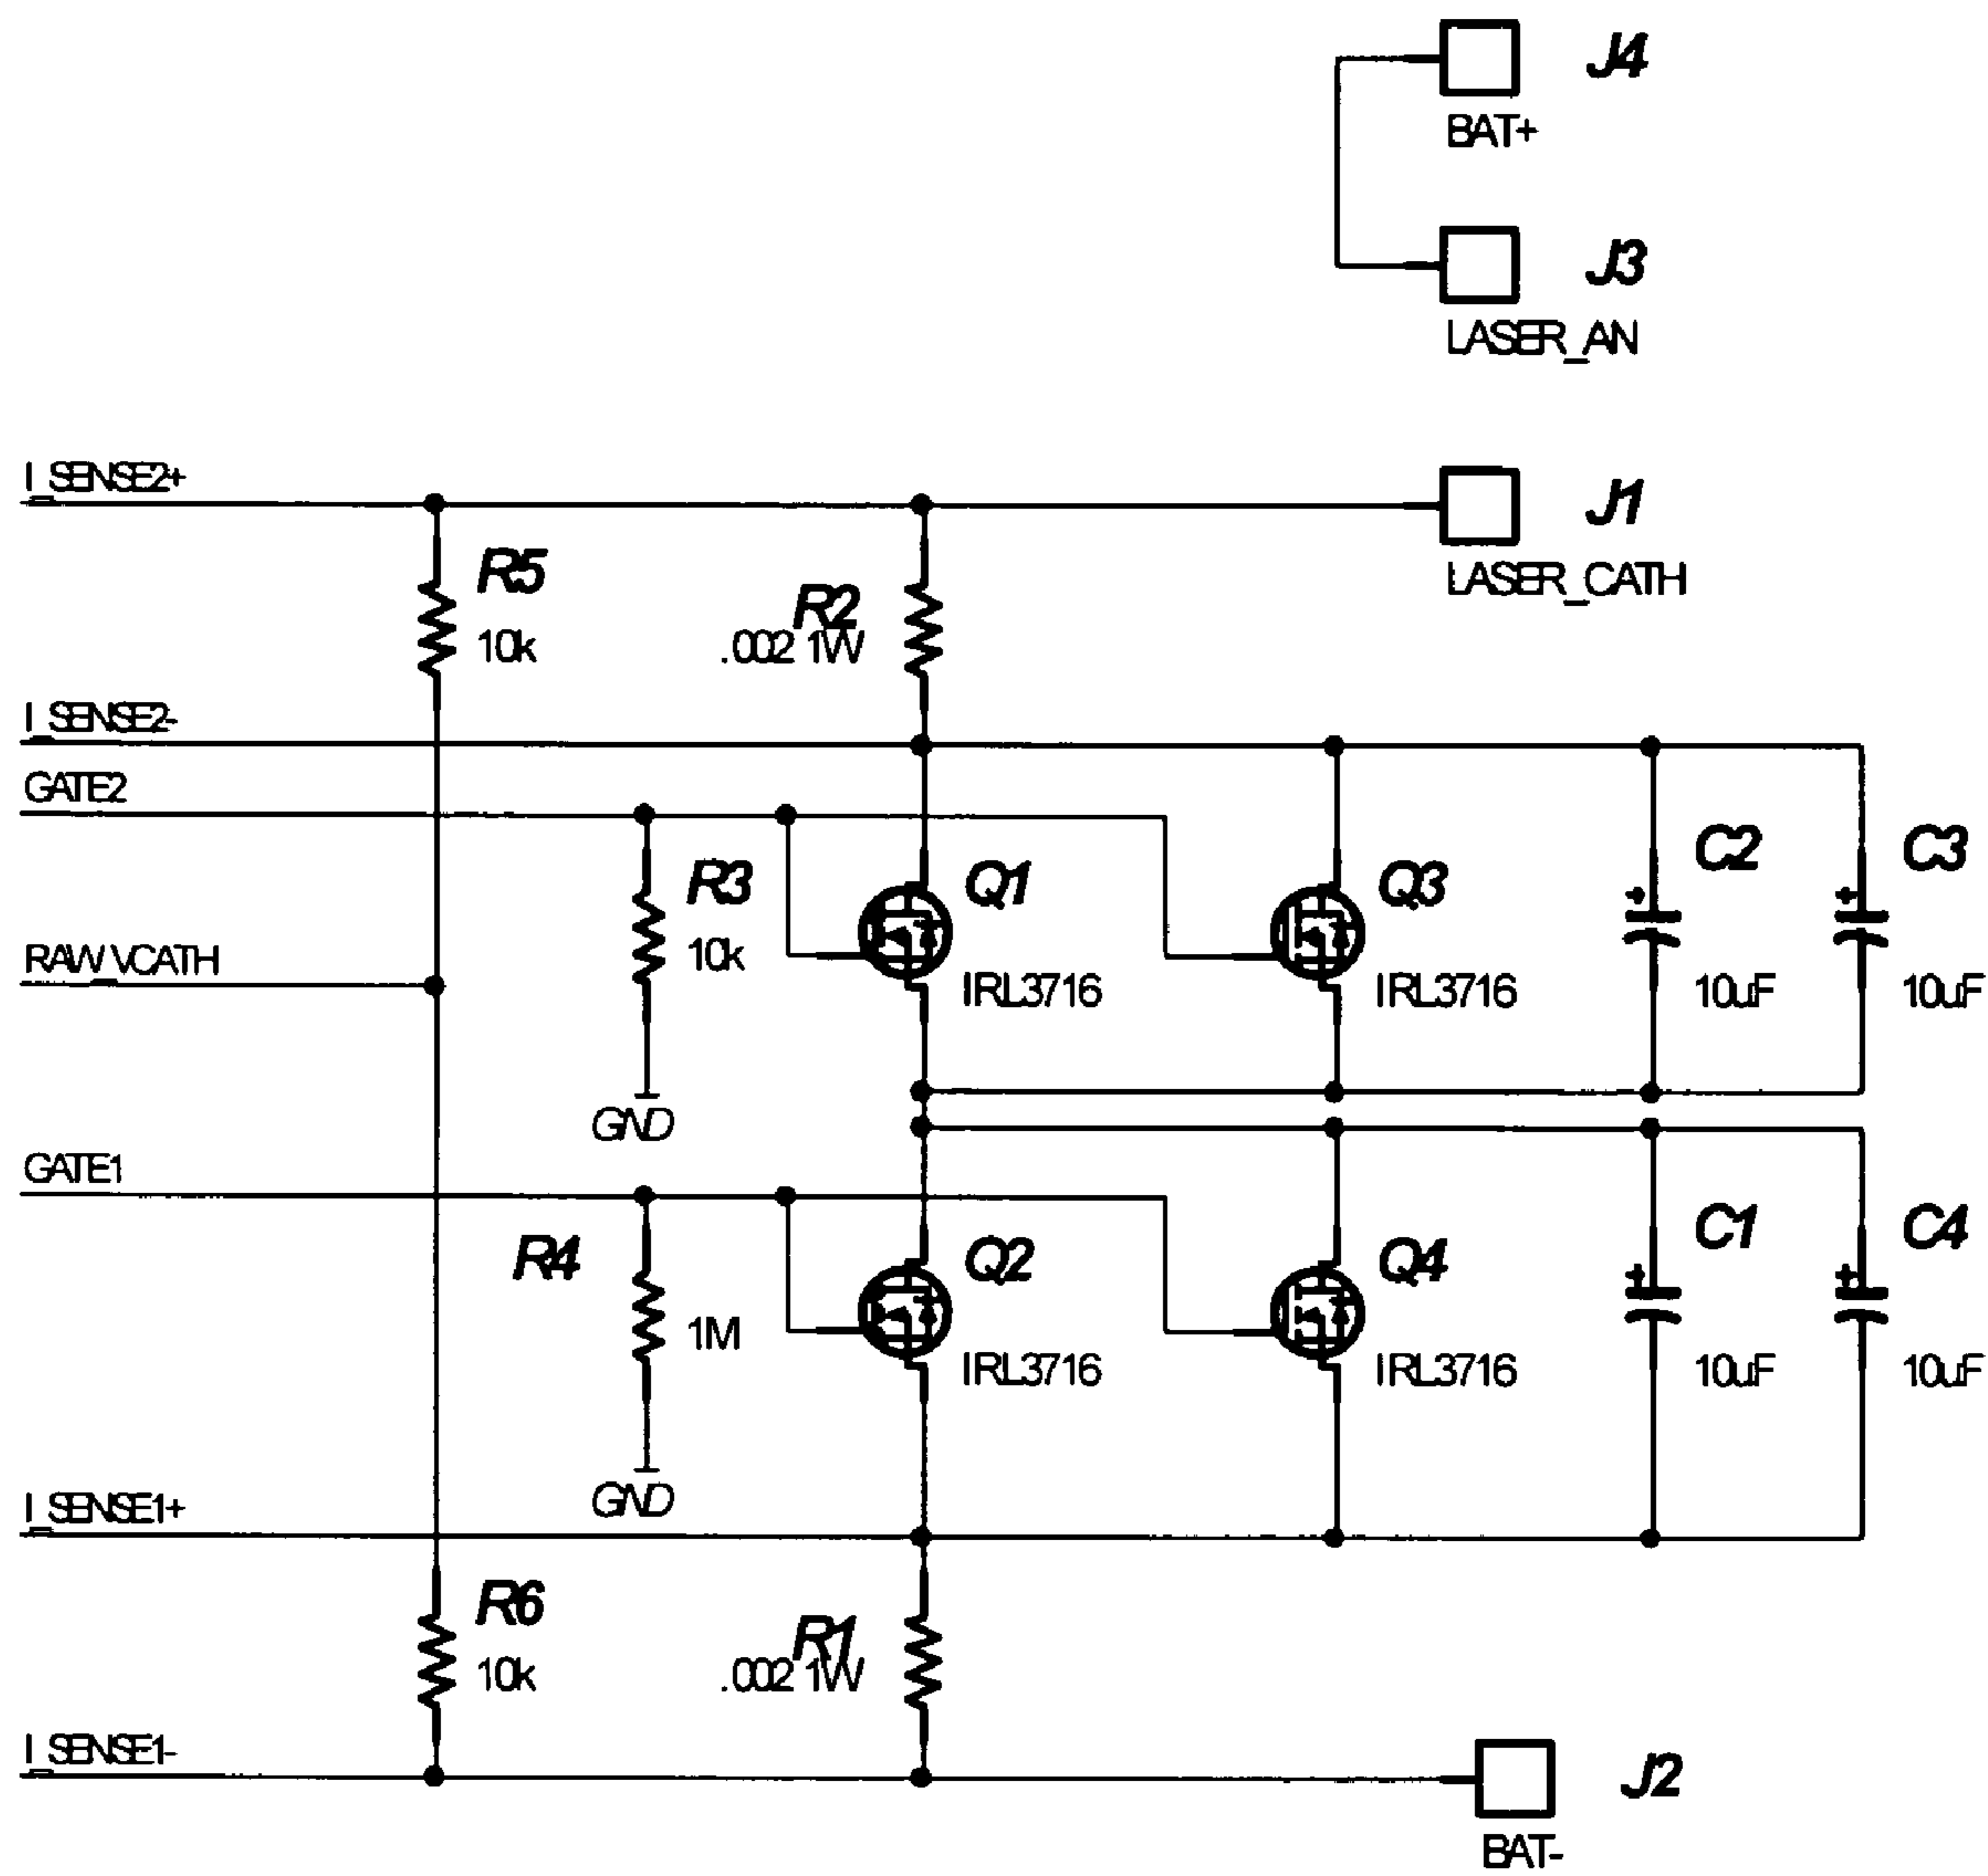 J4
BAT+
J3
LASER_AN
I_SENSE2+
J1
R5
LASER_CATH
R2
10k
.002 1W
I_SENSE2-
GATE2
C2
C3
R3
Q1
Q3
+
+
10k
RAW_VCATH
IRL3716
IRL3716
10uF
10uF
GND
GATE1
C1
C4
R4
Q2
Q4
+
+
1M
IRL3716
IRL3716
10uF
10uF
GND
I_SENSE1+
R6
R1
10k
.002 1W
I_SENSE1-
J2
BAT-